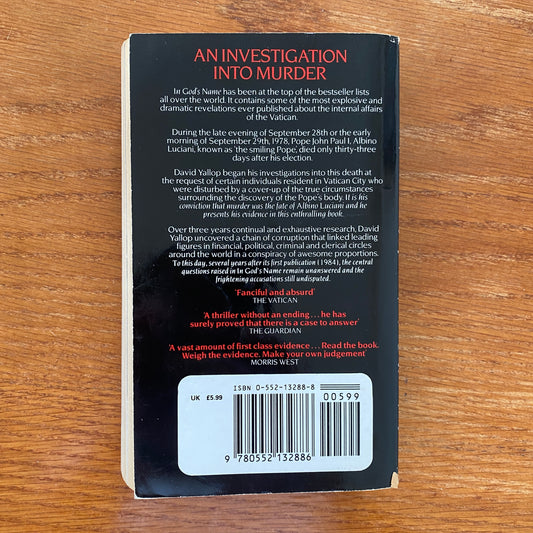 AN INVESTIGATION
INTO MURDER
In God's Name has been at the top of the bestseller lists
all over the world. It contains some of the most explosive and
dramatic revelations ever published about the internal affairs
of the Vatican.
During the late evening of September 28th or the early
morning of September 29th, 1978, Pope John Paul I, Albino
Luciani, known as 'the smiling Pope', died only thirty-three
days after his election.
David Yallop began his investigations into this death at
the request of certain individuals resident in Vatican City who
were disturbed by a cover-up of the true circumstances
surrounding the discovery of the Pope's body. It is his
conviction that murder was the fate of Albino Luciani and he
presents his evidence in this enthralling book.
Over three years continual and exhaustive research, David
Yallop uncovered a chain of corruption that linked leading
figures in financial, political, criminal and clerical circles
around the world in a conspiracy of awesome proportions.
To this day, several years after its first publication (1984), the central
questions raised in In God's Name remain unanswered and the
frightening accusations still undisputed.
'Fanciful and absurd'
THE VATICAN
'A thriller without an ending . . . he has
surely proved that there is a case to answer'
THE GUARDIAN
'A vast amount of first class evidence . . . Read the book.
Weigh the evidence. Make your own judgement'
MORRIS WEST
ISBN 0-552-13288-8
UK £5.99
00599
9 780552 132886